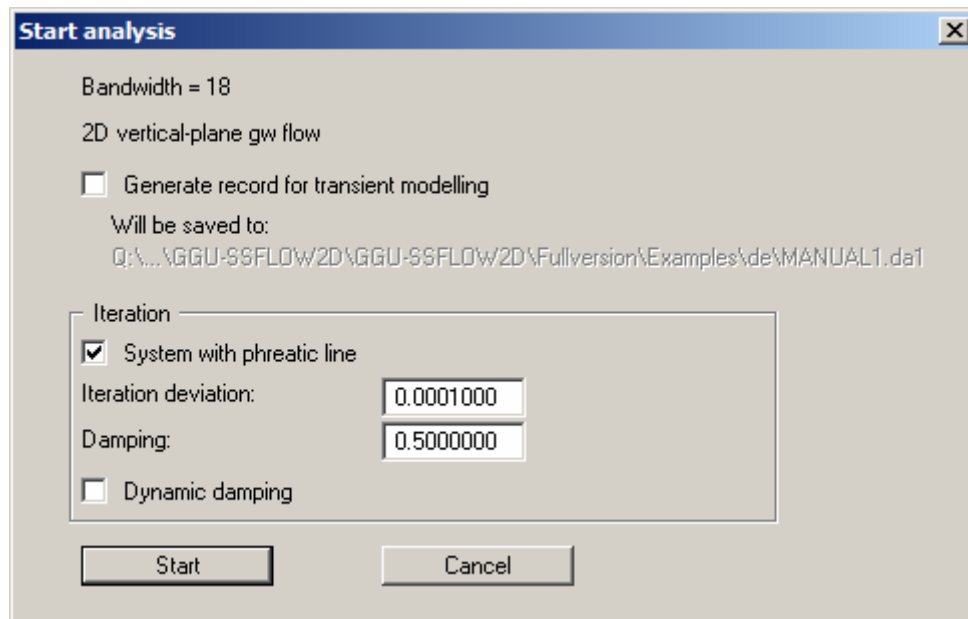 Start analysis
Bandwidth = 18
2D vertical-plane gw flow
Generate record for transient modelling
Will be saved to:
Q:\...\GGU-SSFLOW2D\GGU-SSFLOW2D\Fullversion\Examples\de\MANUAL1.da1
Iteration
System with phreatic line
Iteration deviation: 0.0001000
Damping: 0.5000000
Dynamic damping
Start Cancel